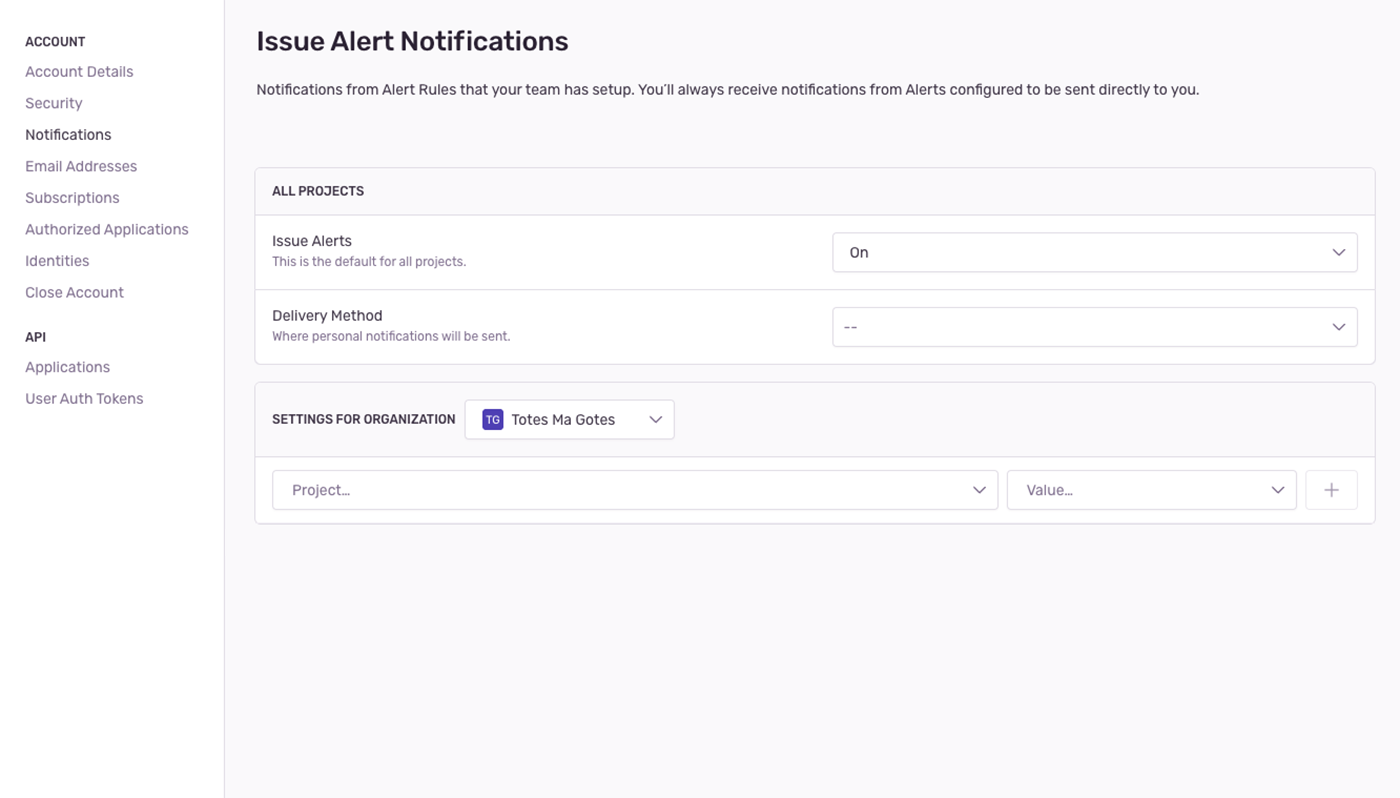 ACCOUNT
Account Details
Security
Notifications
Email Addresses
Subscriptions
Authorized Applications
Identities
Close Account
API
Applications
User Auth Tokens
Issue Alert Notifications
Notifications from Alert Rules that your team has setup. You’ll always receive notifications from Alerts configured to be sent directly to you.
ALL PROJECTS
Issue Alerts
This is the default for all projects.
On
Delivery Method
Where personal notifications will be sent.
--
SETTINGS FOR ORGANIZATION TG Totes Ma Gotes
Project… Value…